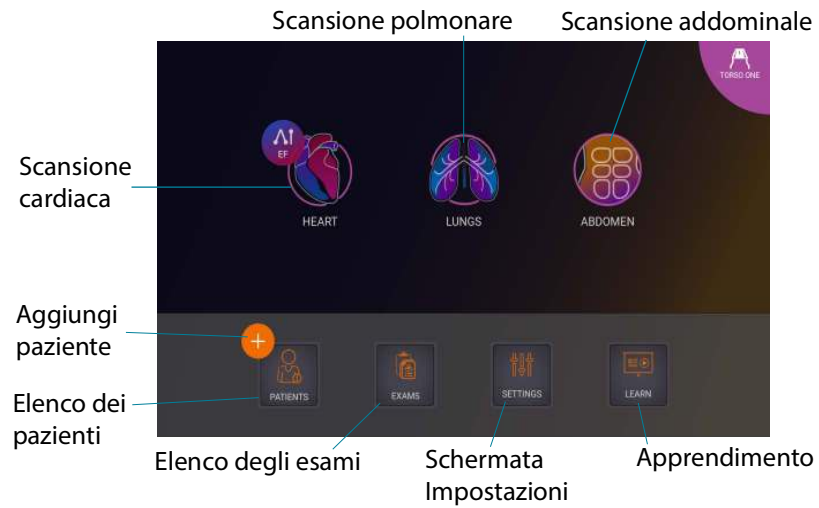 Scansione polmonare
Scansione addominale
TORSO ONE
EF
Scansione
cardiaca
HEART
LUNGS
ABDOMEN
Aggiungi
paziente
+
PATIENTS
EXAMS
SETTINGS
LEARN
Elenco dei
pazienti
Elenco degli esami
Schermata
Impostazioni
Apprendimento